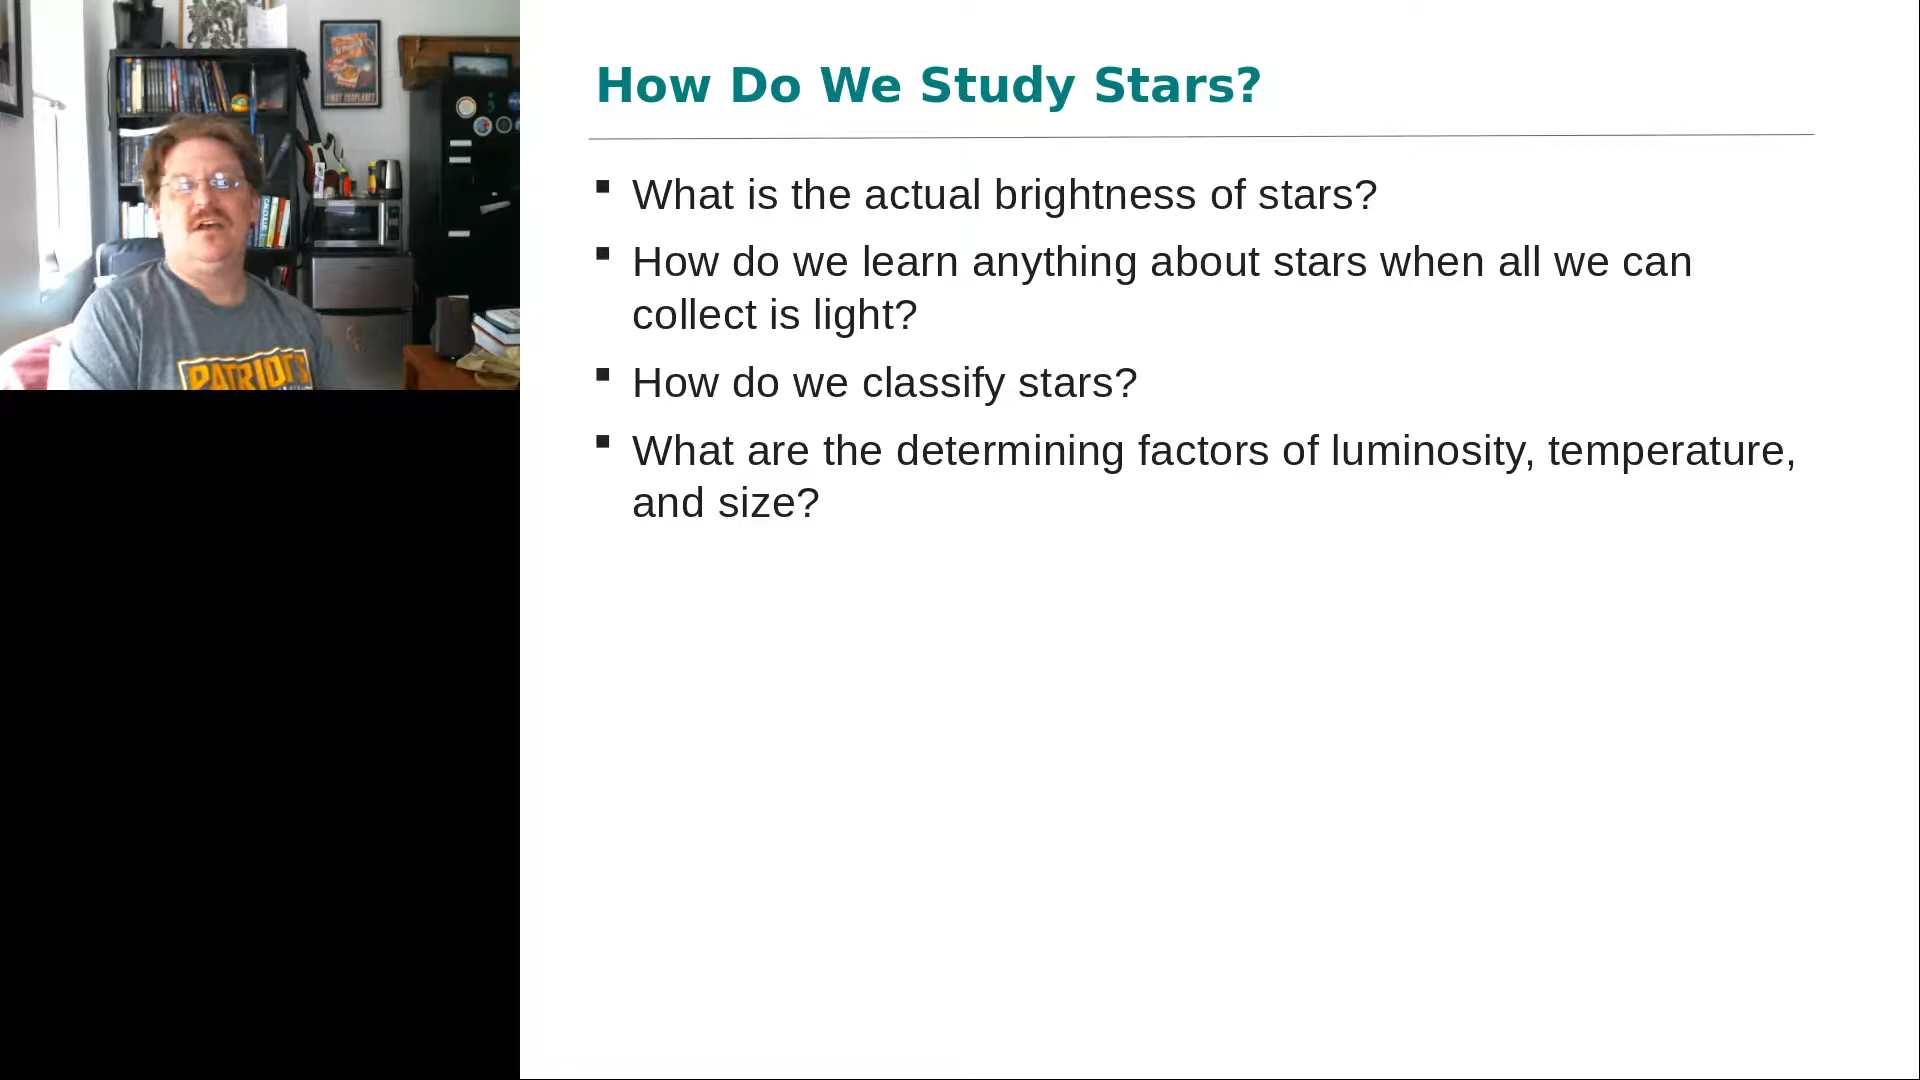 How Do We Study Stars?
What is the actual brightness of stars?
How do we learn anything about stars when all we can
collect is light?
How do we classify stars?
What are the determining factors of luminosity, temperature,
and size?
PATRIOTS